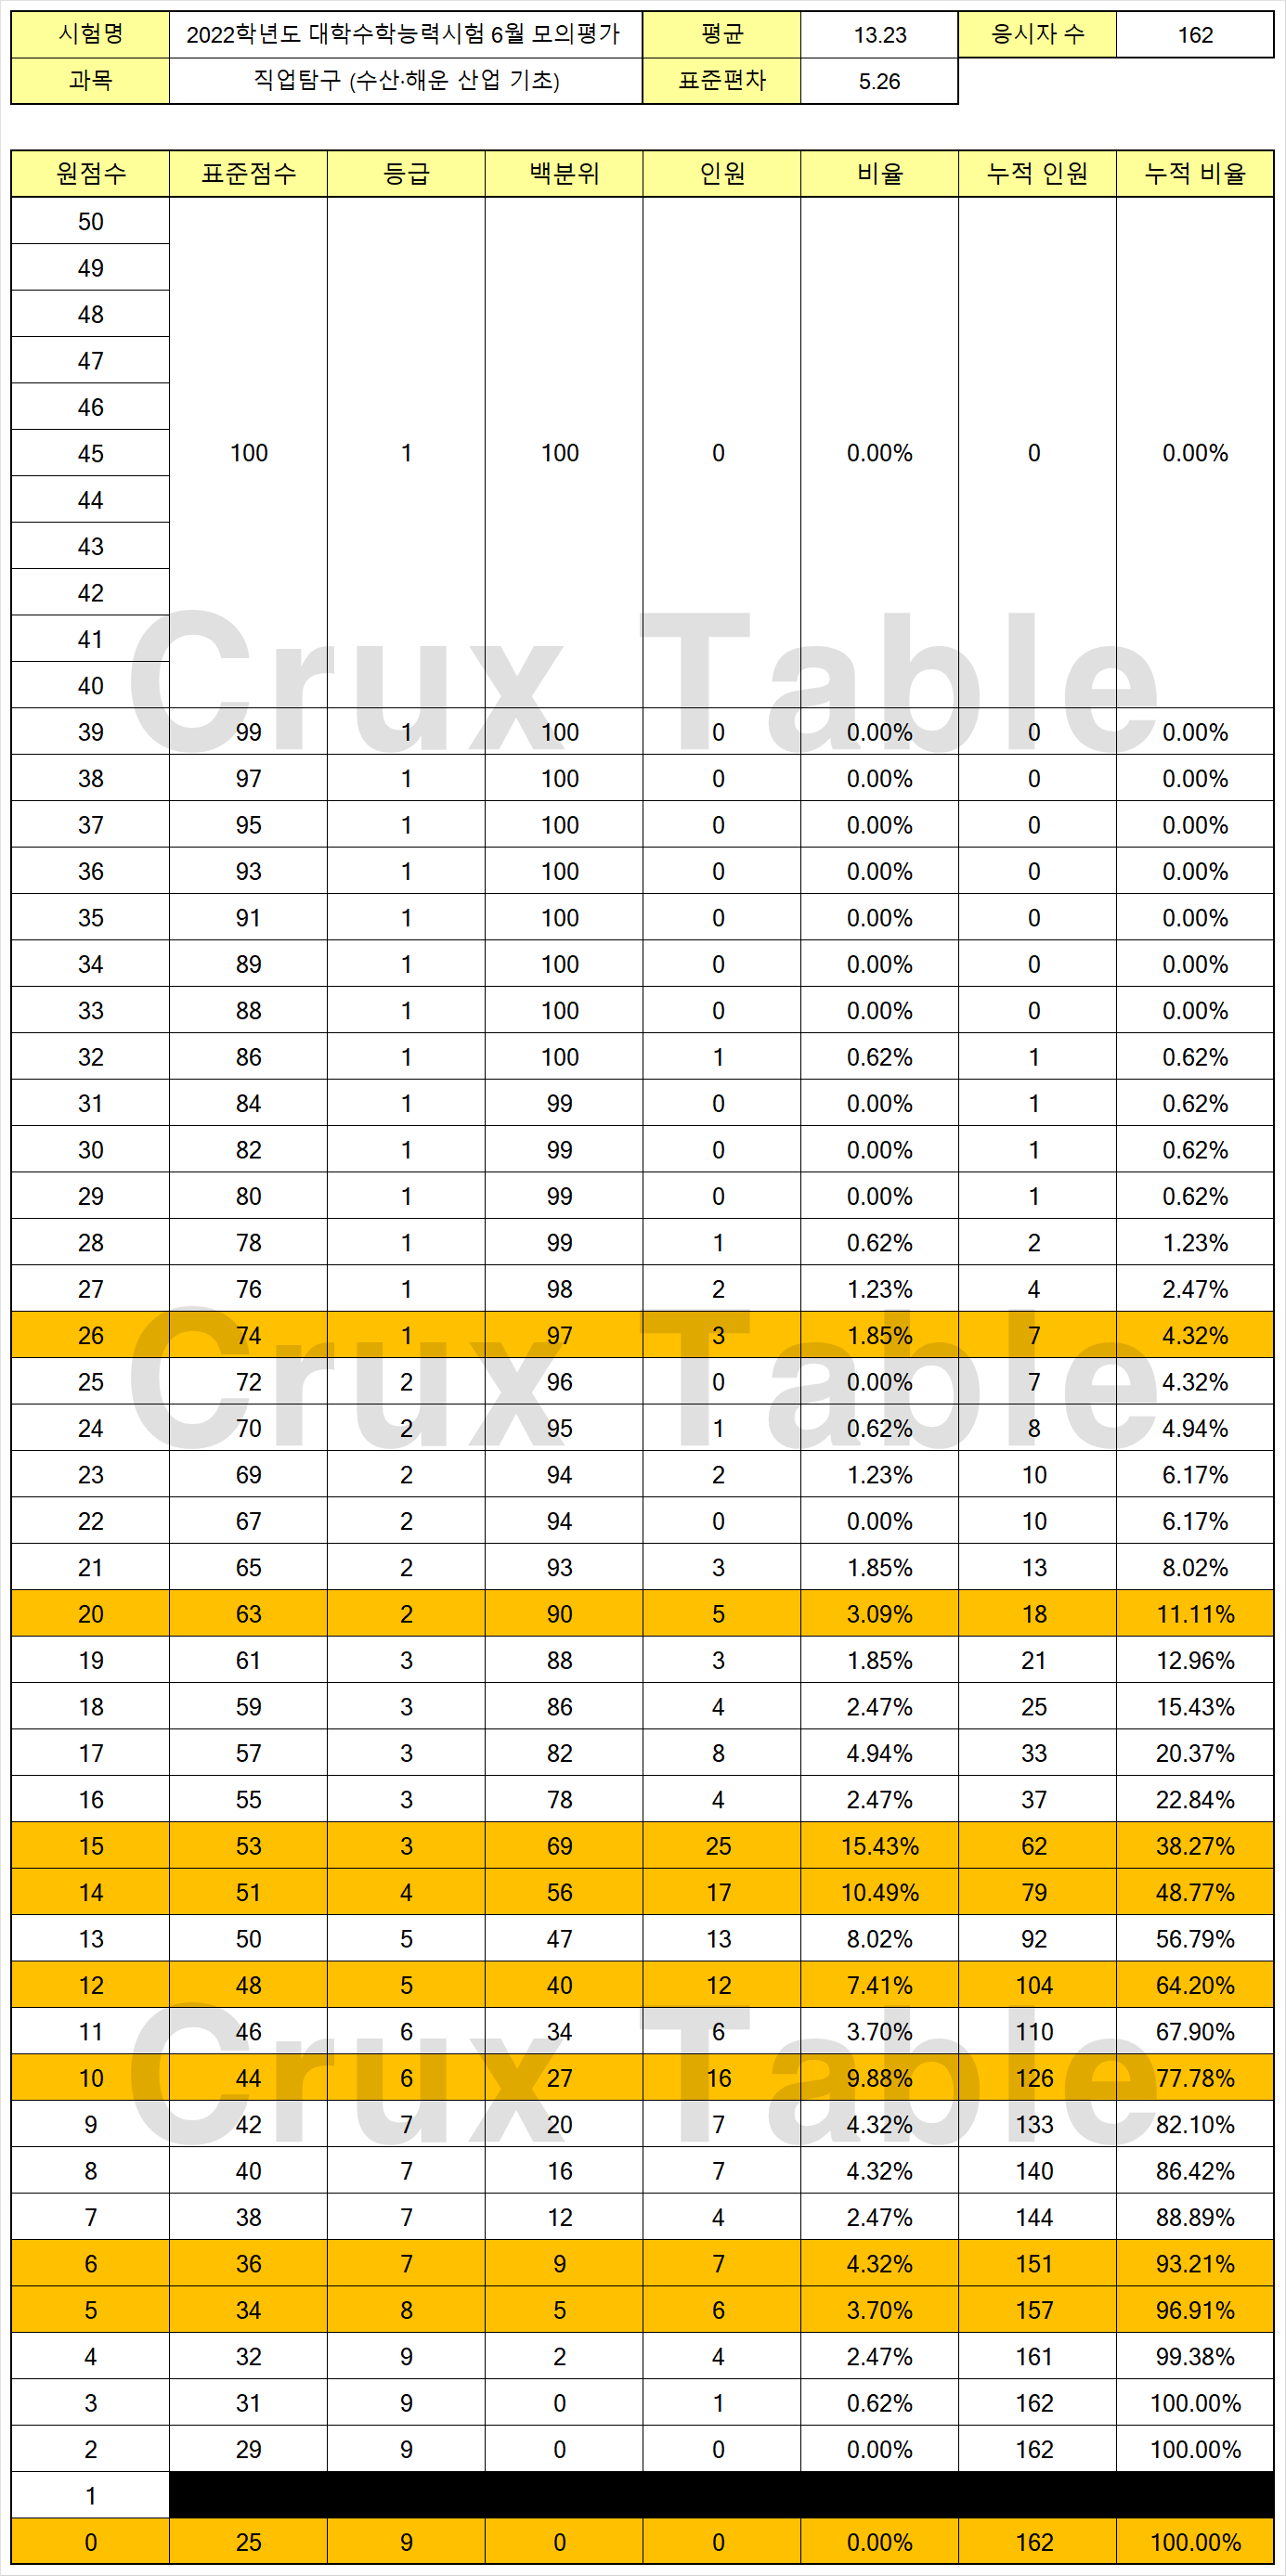 시험명 2022학년도 대학수학능력시험 6월 모의평가 평균 13.23 응시자 수 162
과목 직업탐구 (수산·해운 산업 기초) 표준편차 5.26
원점수 표준점수 등급 백분위 인원 비율 누적 인원 누적 비율
50
49
48
47
46
45 100 1 100 0 0.00% 0 0.00%
44
43
42
41
40
39 99 1 100 0 0.00% 0 0.00%
38 97 1 100 0 0.00% 0 0.00%
37 95 1 100 0 0.00% 0 0.00%
36 93 1 100 0 0.00% 0 0.00%
35 91 1 100 0 0.00% 0 0.00%
34 89 1 100 0 0.00% 0 0.00%
33 88 1 100 0 0.00% 0 0.00%
32 86 1 100 1 0.62% 1 0.62%
31 84 1 99 0 0.00% 1 0.62%
30 82 1 99 0 0.00% 1 0.62%
29 80 1 99 0 0.00% 1 0.62%
28 78 1 99 1 0.62% 2 1.23%
27 76 1 98 2 1.23% 4 2.47%
26 74 1 97 3 1.85% 7 4.32%
25 72 2 96 0 0.00% 7 4.32%
24 70 2 95 1 0.62% 8 4.94%
23 69 2 94 2 1.23% 10 6.17%
22 67 2 94 0 0.00% 10 6.17%
21 65 2 93 3 1.85% 13 8.02%
20 63 2 90 5 3.09% 18 11.11%
19 61 3 88 3 1.85% 21 12.96%
18 59 3 86 4 2.47% 25 15.43%
17 57 3 82 8 4.94% 33 20.37%
16 55 3 78 4 2.47% 37 22.84%
15 53 3 69 25 15.43% 62 38.27%
14 51 4 56 17 10.49% 79 48.77%
13 50 5 47 13 8.02% 92 56.79%
12 48 5 40 12 7.41% 104 64.20%
11 46 6 34 6 3.70% 110 67.90%
10 44 6 27 16 9.88% 126 77.78%
9 42 7 20 7 4.32% 133 82.10%
8 40 7 16 7 4.32% 140 86.42%
7 38 7 12 4 2.47% 144 88.89%
6 36 7 9 7 4.32% 151 93.21%
5 34 8 5 6 3.70% 157 96.91%
4 32 9 2 4 2.47% 161 99.38%
3 31 9 0 1 0.62% 162 100.00%
2 29 9 0 0 0.00% 162 100.00%
1
0 25 9 0 0 0.00% 162 100.00%
Crux Table
Crux Table
Crux Table